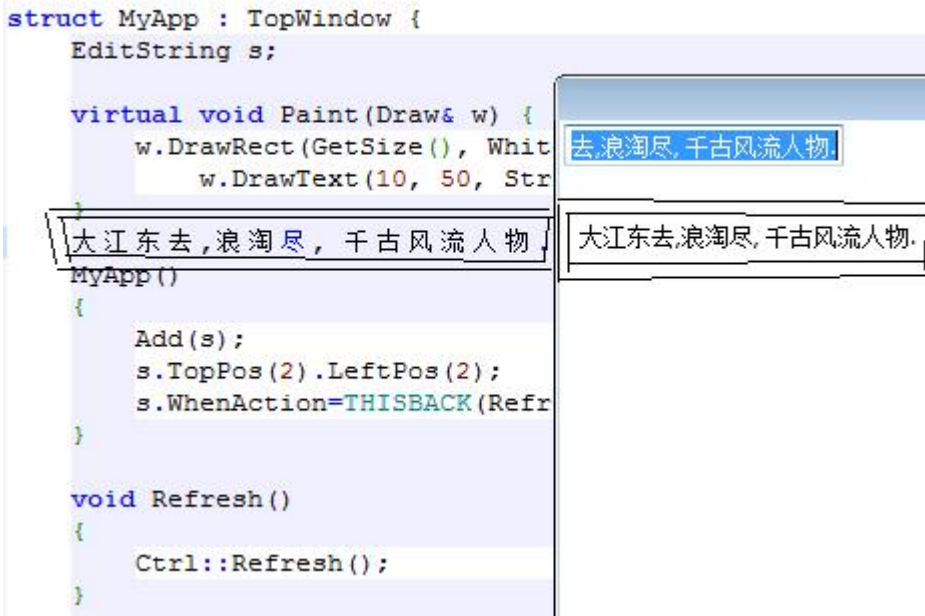 struct MyApp : TopWindow {
EditString s;
virtual void Paint(Draw& w) {
w.DrawRect(GetSize(), Whit
w.DrawText(10, 50, Str
}
大江东去,浪淘尽, 千古风流人物.
MyApp()
{
Add(s);
s.TopPos(2).LeftPos(2);
s.WhenAction=THISBACK(Refr
}
void Refresh()
{
Ctrl::Refresh();
}
去,浪淘尽, 千古风流人物.
大江东去,浪淘尽, 千古风流人物.